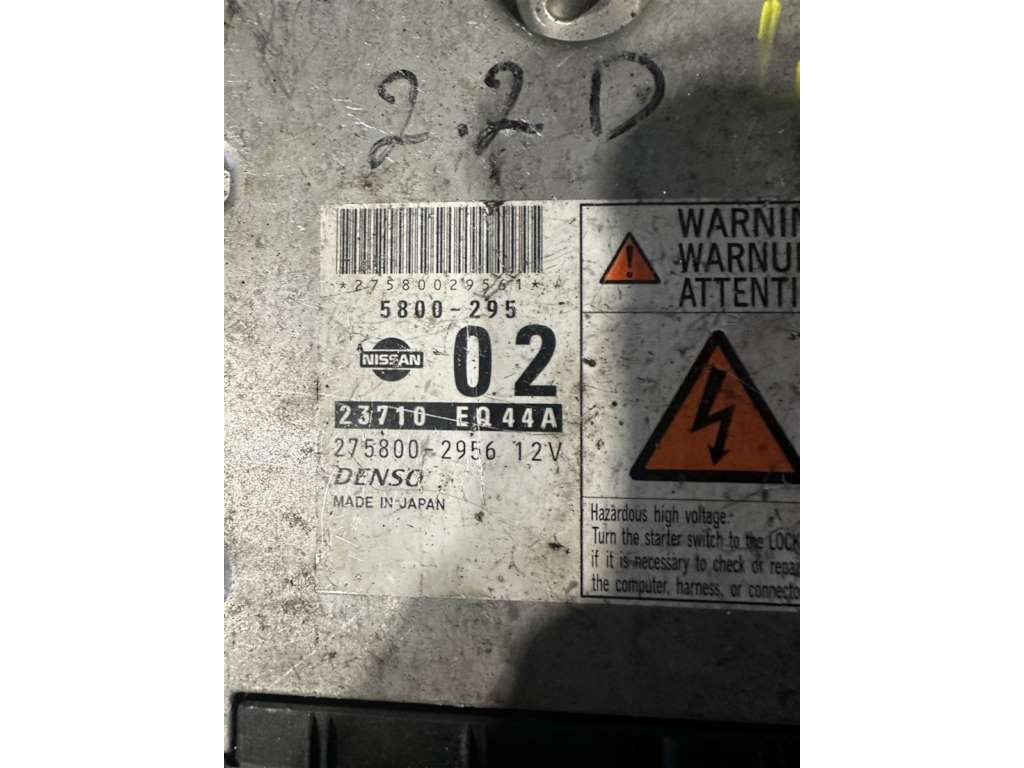 2.2D
*27580029561*
5800-295
NISSAN
02
23710 EQ44A
275800-2956 12V
DENSO
MADE IN JAPAN
WARNIN
WARNU
ATTENTI
Hazardous high voltage.
Turn the starter switch to the LOCK
if it is necessary to check or repa
the computer, harness, or connecto